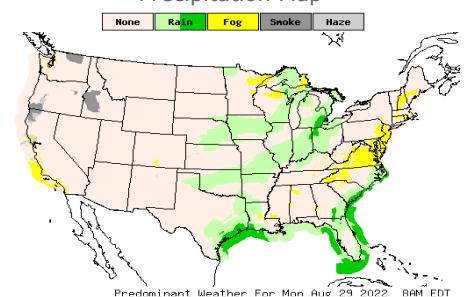 Precipitation Map
None Rain Fog Smoke Haze
Predominant Weather For Mon Aug 29 2022 8AM EDT